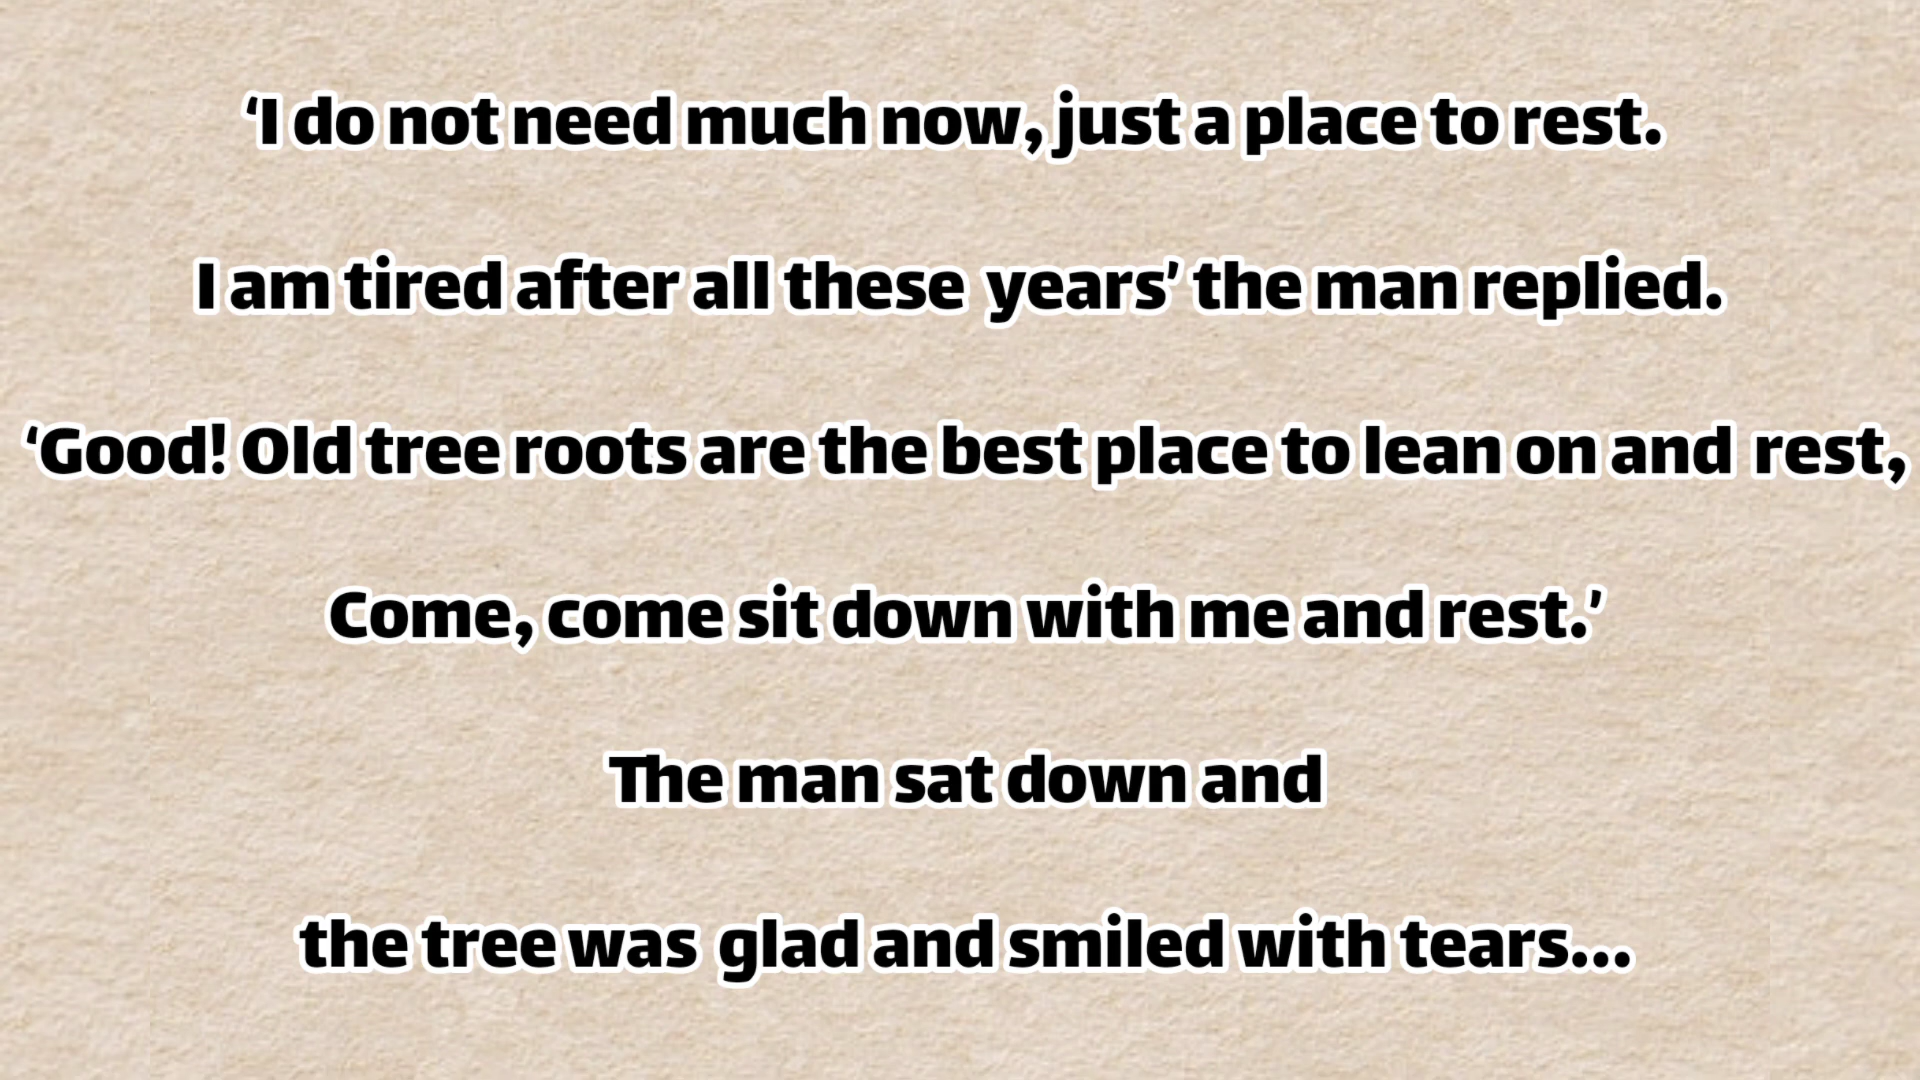 ‘I do not need much now, just a place to rest.
I am tired after all these years’ the man replied.
‘Good! Old tree roots are the best place to lean on and rest,
Come, come sit down with me and rest.’
The man sat down and
the tree was glad and smiled with tears...